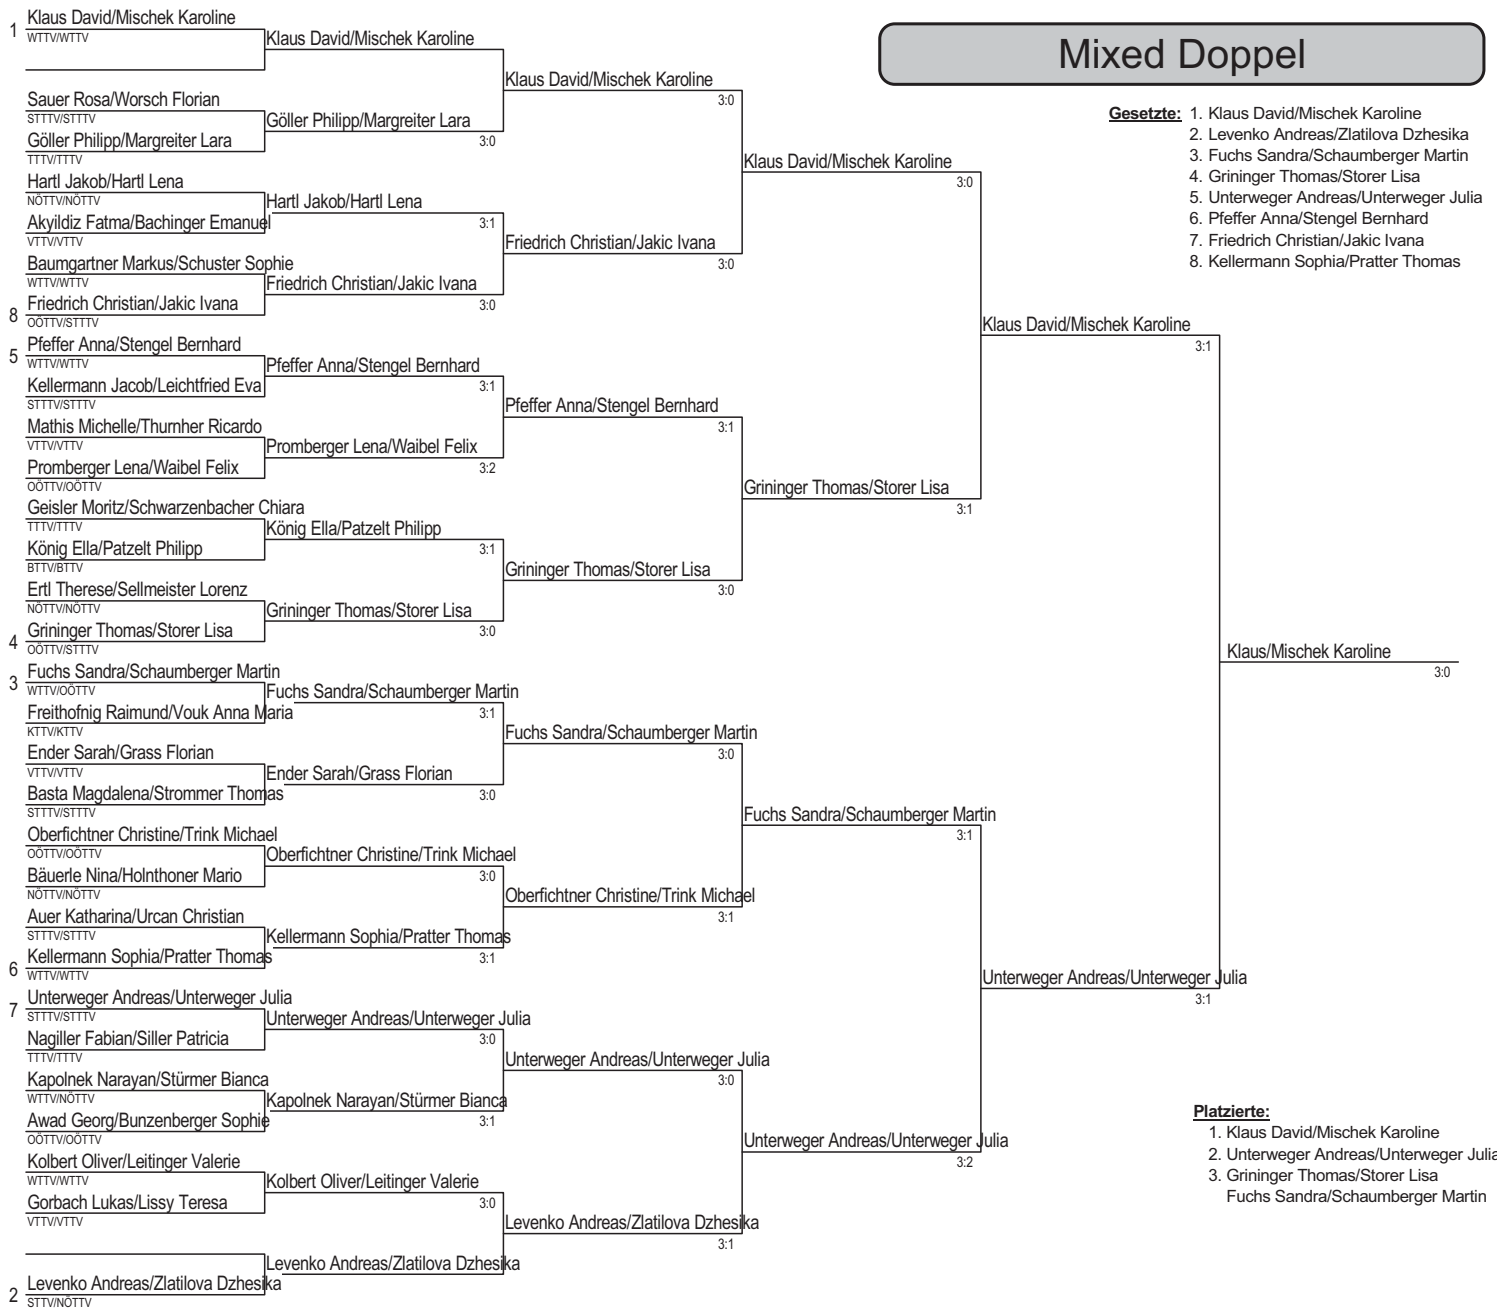 Mixed Doppel
Gesetzte: 1. Klaus David/Mischek Karoline
2. Levenko Andreas/Zlatilova Dzhesika
3. Fuchs Sandra/Schaumberger Martin
4. Grininger Thomas/Storer Lisa
5. Unterweger Andreas/Unterweger Julia
6. Pfeffer Anna/Stengel Bernhard
7. Friedrich Christian/Jakic Ivana
8. Kellermann Sophia/Pratter Thomas
1 Klaus David/Mischek Karoline
WTTV/WTTV
Sauer Rosa/Worsch Florian
STTTV/STTTV
Göller Philipp/Margreiter Lara
TTTV/TTTV
Hartl Jakob/Hartl Lena
NÖTTV/NÖTTV
Akyildiz Fatma/Bachinger Emanuel
VTTV/VTTV
Baumgartner Markus/Schuster Sophie
WTTV/WTTV
8 Friedrich Christian/Jakic Ivana
OÖTTV/STTTV
5 Pfeffer Anna/Stengel Bernhard
WTTV/WTTV
Kellermann Jacob/Leichtfried Eva
STTTV/STTTV
Mathis Michelle/Thurnher Ricardo
VTTV/VTTV
Promberger Lena/Waibel Felix
OÖTTV/OÖTTV
Geisler Moritz/Schwarzenbacher Chiara
TTTV/TTTV
König Ella/Patzelt Philipp
BTTV/BTTV
Ertl Therese/Sellmeister Lorenz
NÖTTV/NÖTTV
4 Grininger Thomas/Storer Lisa
OÖTTV/STTTV
3 Fuchs Sandra/Schaumberger Martin
WTTV/OÖTTV
Freithofnig Raimund/Vouk Anna Maria
KTTV/KTTV
Ender Sarah/Grass Florian
VTTV/VTTV
Basta Magdalena/Strommer Thomas
STTTV/STTTV
Oberfichtner Christine/Trink Michael
OÖTTV/OÖTTV
Bäuerle Nina/Holnthoner Mario
NÖTTV/NÖTTV
Auer Katharina/Urcan Christian
STTTV/STTTV
6 Kellermann Sophia/Pratter Thomas
WTTV/WTTV
7 Unterweger Andreas/Unterweger Julia
STTTV/STTTV
Nagiller Fabian/Siller Patricia
TTTV/TTTV
Kapolnek Narayan/Stürmer Bianca
WTTV/NÖTTV
Awad Georg/Bunzenberger Sophie
OÖTTV/OÖTTV
Kolbert Oliver/Leitinger Valerie
WTTV/WTTV
Gorbach Lukas/Lissy Teresa
VTTV/VTTV
2 Levenko Andreas/Zlatilova Dzhesika
STTV/NÖTTV
Klaus David/Mischek Karoline
Göller Philipp/Margreiter Lara
3:0
Hartl Jakob/Hartl Lena
3:1
Friedrich Christian/Jakic Ivana
3:0
Pfeffer Anna/Stengel Bernhard
3:1
Promberger Lena/Waibel Felix
3:2
König Ella/Patzelt Philipp
3:1
Grininger Thomas/Storer Lisa
3:0
Fuchs Sandra/Schaumberger Martin
3:1
Ender Sarah/Grass Florian
3:0
Oberfichtner Christine/Trink Michael
3:0
Kellermann Sophia/Pratter Thomas
3:1
Unterweger Andreas/Unterweger Julia
3:0
Kapolnek Narayan/Stürmer Bianca
3:1
Kolbert Oliver/Leitinger Valerie
3:0
Levenko Andreas/Zlatilova Dzhesika
Klaus David/Mischek Karoline
3:0
Friedrich Christian/Jakic Ivana
3:0
Pfeffer Anna/Stengel Bernhard
3:1
Grininger Thomas/Storer Lisa
3:0
Fuchs Sandra/Schaumberger Martin
3:0
Oberfichtner Christine/Trink Michael
3:1
Unterweger Andreas/Unterweger Julia
3:0
Levenko Andreas/Zlatilova Dzhesika
3:1
Klaus David/Mischek Karoline
3:0
Grininger Thomas/Storer Lisa
3:1
Fuchs Sandra/Schaumberger Martin
3:1
Unterweger Andreas/Unterweger Julia
3:2
Klaus David/Mischek Karoline
3:1
Unterweger Andreas/Unterweger Julia
3:1
Klaus/Mischek Karoline
3:0
Platzierte:
1. Klaus David/Mischek Karoline
2. Unterweger Andreas/Unterweger Julia
3. Grininger Thomas/Storer Lisa
Fuchs Sandra/Schaumberger Martin